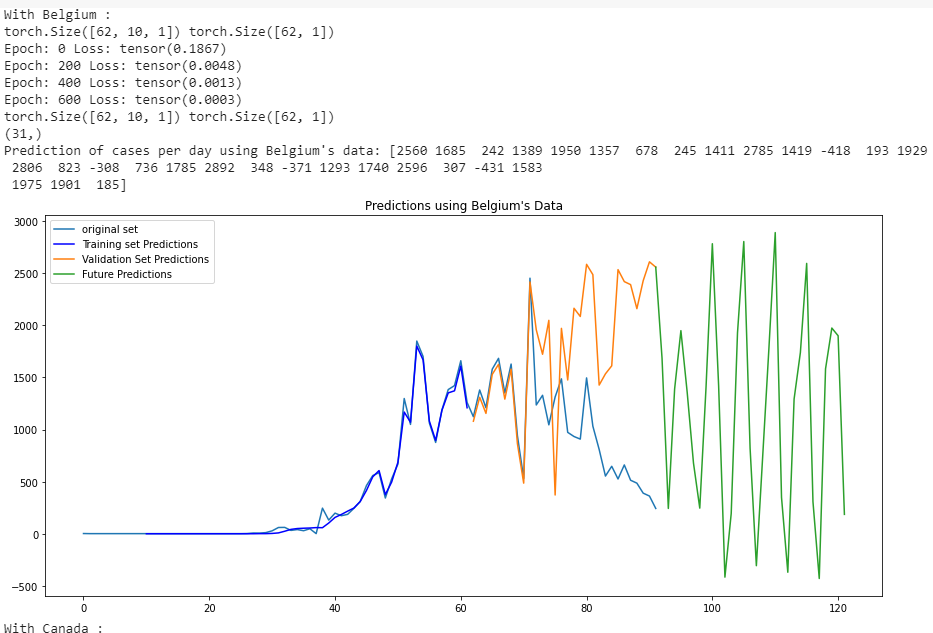 With Belgium :
torch.Size([62, 10, 1]) torch.Size([62, 1])
Epoch: 0 Loss: tensor(0.1867)
Epoch: 200 Loss: tensor(0.0048)
Epoch: 400 Loss: tensor(0.0013)
Epoch: 600 Loss: tensor(0.0003)
torch.Size([62, 10, 1]) torch.Size([62, 1])
(31,)
Prediction of cases per day using Belgium's data: [2560 1685  242 1389 1950 1357  678  245 1411 2785 1419 -418  193 1929
 2806  823 -308  736 1785 2892  348 -371 1293 1740 2596  307 -431 1583
 1975 1901  185]
Predictions using Belgium's Data
original set
Training set Predictions
Validation Set Predictions
Future Predictions
3000
2500
2000
1500
1000
500
0
−500
0 20 40 60 80 100 120
With Canada :